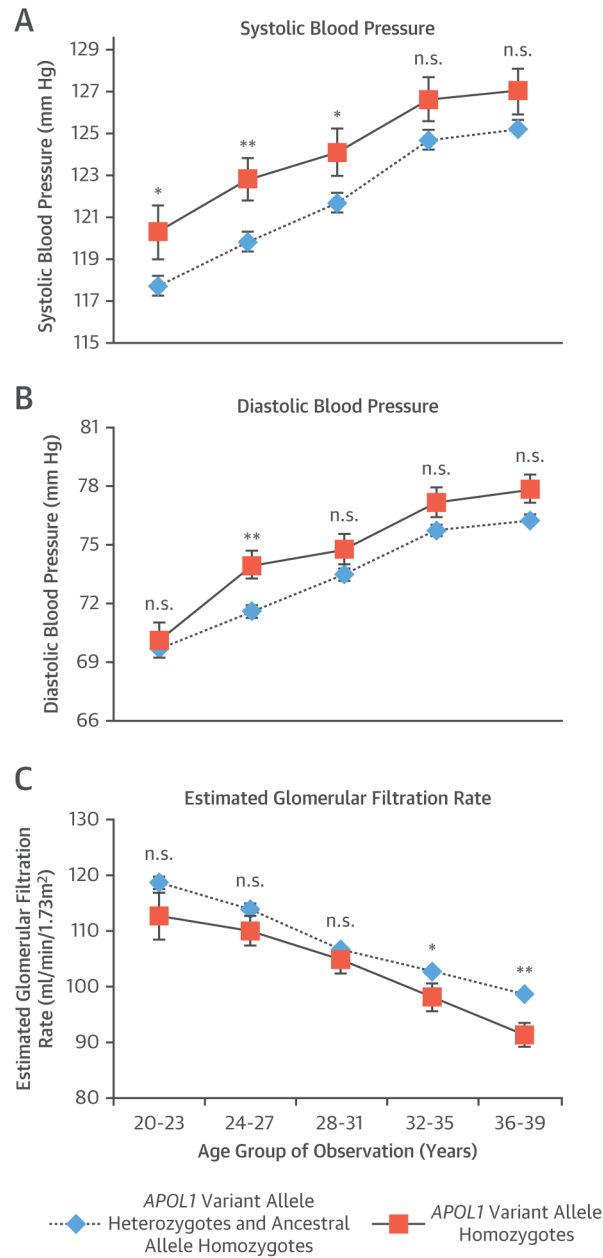 A
Systolic Blood Pressure
Systolic Blood Pressure (mm Hg)
129
127
125
123
121
119
117
115
*
**
*
n.s.
n.s.
B
Diastolic Blood Pressure
Diastolic Blood Pressure (mm Hg)
81
78
75
72
69
66
n.s.
**
n.s.
n.s.
n.s.
C
Estimated Glomerular Filtration Rate
Estimated Glomerular Filtration
Rate (ml/min/1.73m²)
130
120
110
100
90
80
n.s.
n.s.
n.s.
*
**
20-23
24-27
28-31
32-35
36-39
Age Group of Observation (Years)
APOL1 Variant Allele
Heterozygotes and Ancestral
Allele Homozygotes
APOL1 Variant Allele
Homozygotes